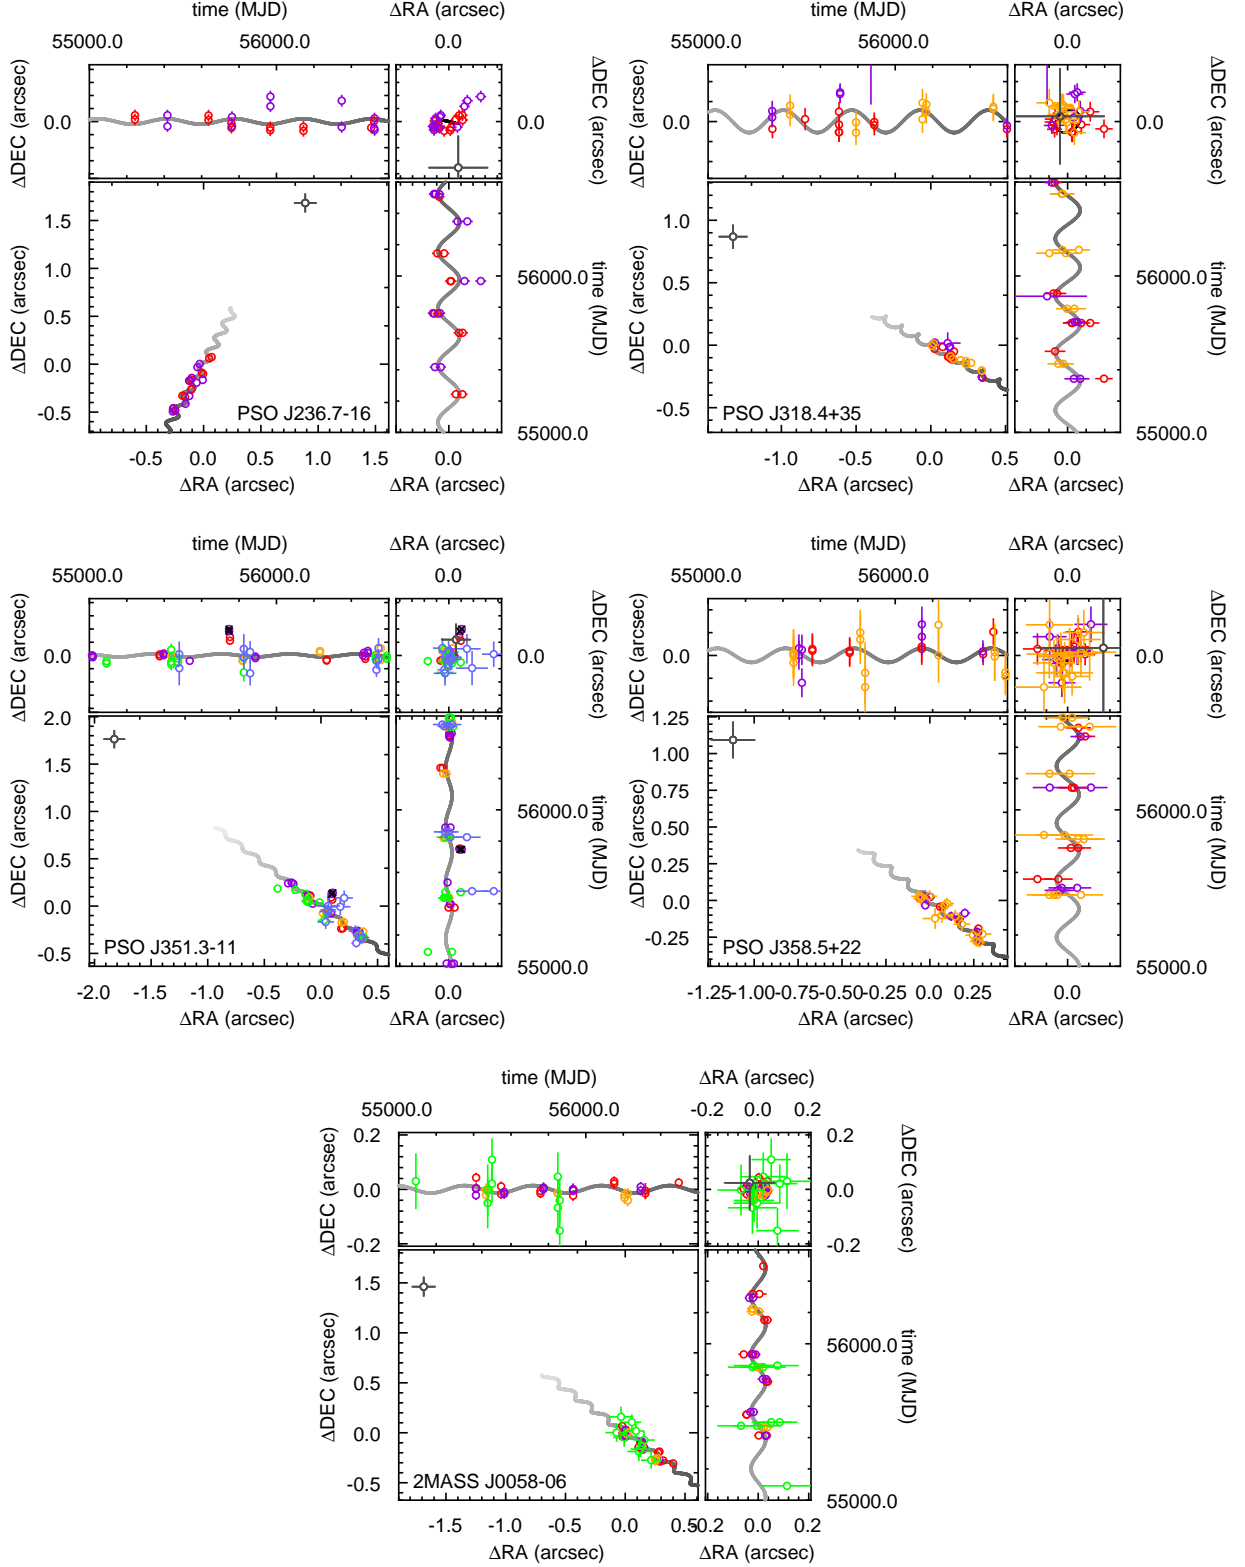 time (MJD) ΔRA (arcsec)
55000.0 56000.0 0.0
ΔDEC (arcsec) 0.0 0.0 ΔDEC (arcsec)
ΔDEC (arcsec) 1.5 1.0 0.5 0.0 -0.5
PSO J236.7-16
56000.0 55000.0 time (MJD)
-0.5 0.0 0.5 1.0 1.5 0.0
ΔRA (arcsec) ΔRA (arcsec)
time (MJD) ΔRA (arcsec)
55000.0 56000.0 0.0
ΔDEC (arcsec) 0.0 0.0 ΔDEC (arcsec)
ΔDEC (arcsec) 1.0 0.5 0.0 -0.5
PSO J318.4+35
56000.0 55000.0 time (MJD)
-1.0 -0.5 0.0 0.5 0.0
ΔRA (arcsec) ΔRA (arcsec)
time (MJD) ΔRA (arcsec)
55000.0 56000.0 0.0
ΔDEC (arcsec) 0.0 0.0 ΔDEC (arcsec)
ΔDEC (arcsec) 2.0 1.5 1.0 0.5 0.0 -0.5
PSO J351.3-11
56000.0 55000.0 time (MJD)
-2.0 -1.5 -1.0 -0.5 0.0 0.5 0.0
ΔRA (arcsec) ΔRA (arcsec)
time (MJD) ΔRA (arcsec)
55000.0 56000.0 0.0
ΔDEC (arcsec) 0.0 0.0 ΔDEC (arcsec)
ΔDEC (arcsec) 1.25 1.00 0.75 0.50 0.25 0.0 -0.25
PSO J358.5+22
56000.0 55000.0 time (MJD)
-1.25 -1.00 -0.75 -0.50 -0.25 0.0 0.25 0.0
ΔRA (arcsec) ΔRA (arcsec)
time (MJD) ΔRA (arcsec)
55000.0 56000.0 -0.2 0.0 0.2
ΔDEC (arcsec) 0.2 0.0 -0.2 0.2 0.0 -0.2 ΔDEC (arcsec)
ΔDEC (arcsec) 1.5 1.0 0.5 0.0 -0.5
2MASS J0058-06
56000.0 55000.0 time (MJD)
-1.5 -1.0 -0.5 0.0 0.5 -0.2 0.0 0.2
ΔRA (arcsec) ΔRA (arcsec)